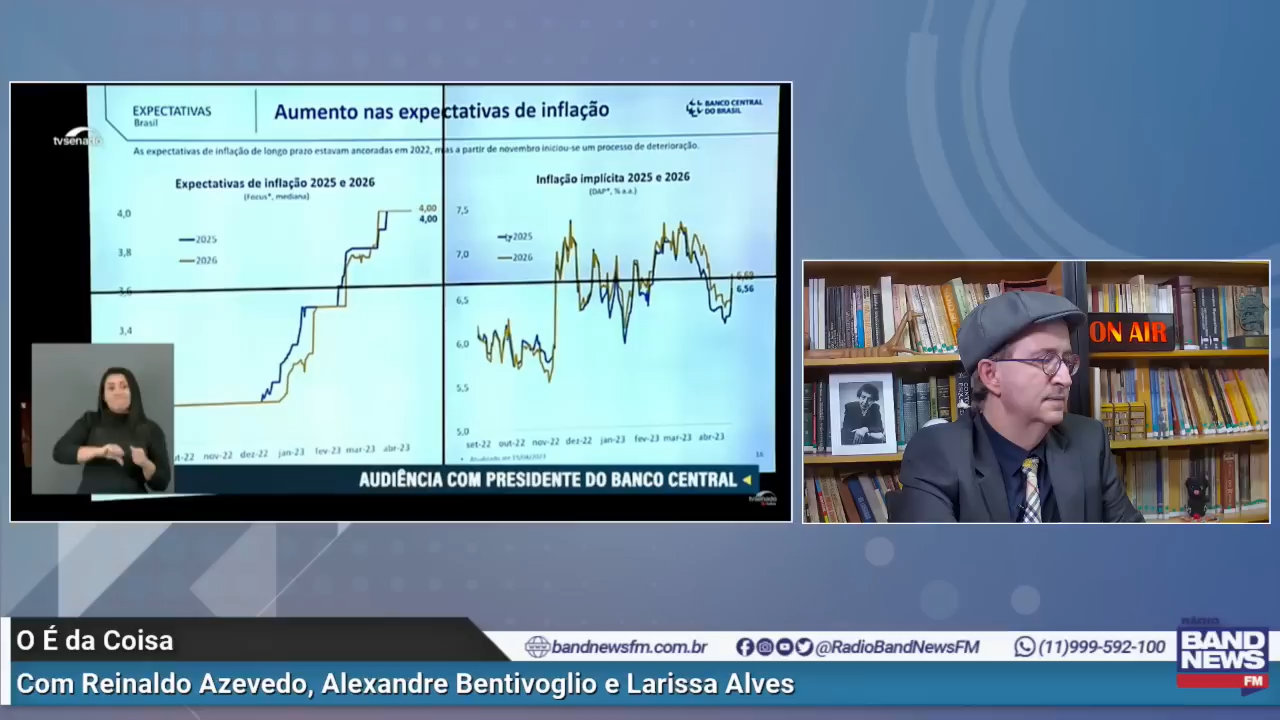 EXPECTATIVAS
Brasil
Aumento nas expectativas de inflação
BANCO CENTRAL
DO BRASIL
tvsenado
As expectativas de inflação de longo prazo estavam ancoradas em 2022, mas a partir de novembro iniciou-se um processo de deterioração.
Expectativas de inflação 2025 e 2026
(Focus*, mediana)
4,0
3,8
3,6
3,4
2025
2026
4,00
4,00
nov-22 dez-22 jan-23 fev-23 mar-23 abr-23
Inflação implícita 2025 e 2026
(DAP*, % a.a.)
7,5
7,0
6,5
6,0
5,5
5,0
2025
2026
6,56
set-22 out-22 nov-22 dez-22 jan-23 fev-23 mar-23 abr-23
16
AUDIÊNCIA COM PRESIDENTE DO BANCO CENTRAL
tvsenado
ON AIR
O É da Coisa
bandnewsfm.com.br
@RadioBandNewsFM
(11)999-592-100
Com Reinaldo Azevedo, Alexandre Bentivoglio e Larissa Alves
RÁDIO
BAND
NEWS
FM